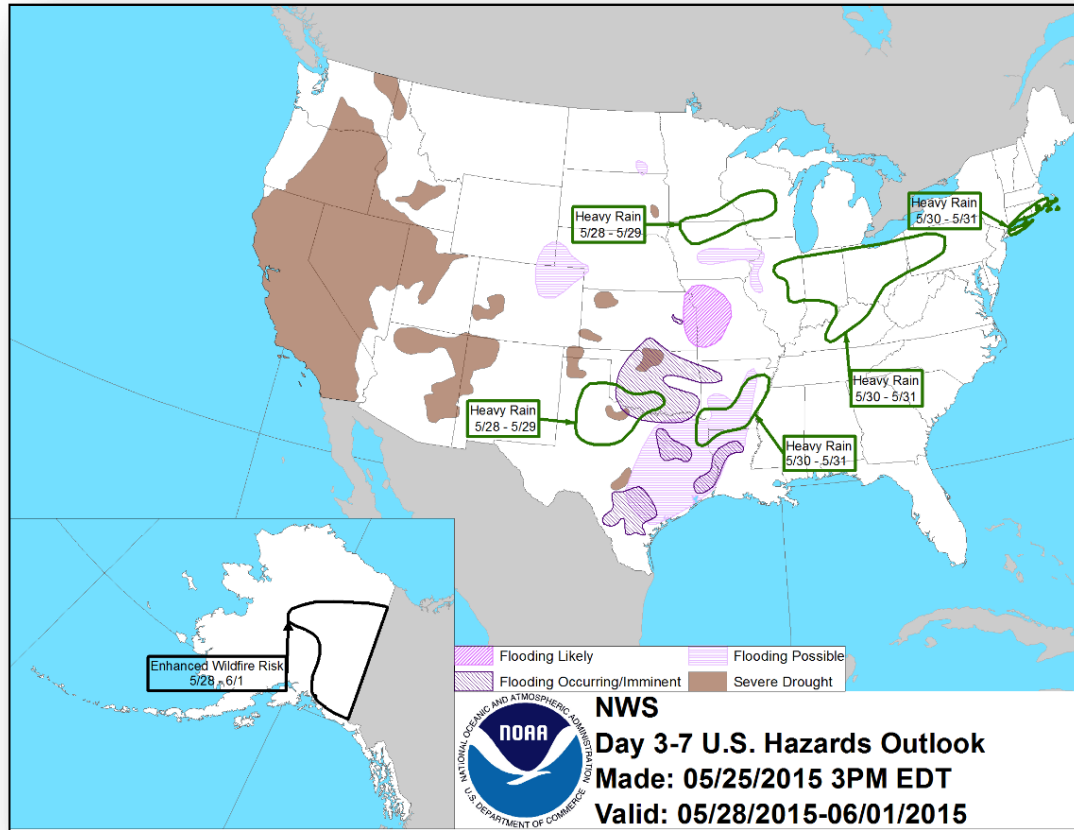 Heavy Rain
5/28 - 5/29
Heavy Rain
5/30 - 5/31
Heavy Rain
5/30 - 5/31
Heavy Rain
5/28 - 5/29
Heavy Rain
5/30 - 5/31
Enhanced Wildfire Risk
5/28 - 6/1
Flooding Likely
Flooding Possible
Flooding Occurring/Imminent
Severe Drought
NATIONAL OCEANIC AND ATMOSPHERIC ADMINISTRATION
NOAA
U.S. DEPARTMENT OF COMMERCE
NWS
Day 3-7 U.S. Hazards Outlook
Made: 05/25/2015 3PM EDT
Valid: 05/28/2015-06/01/2015